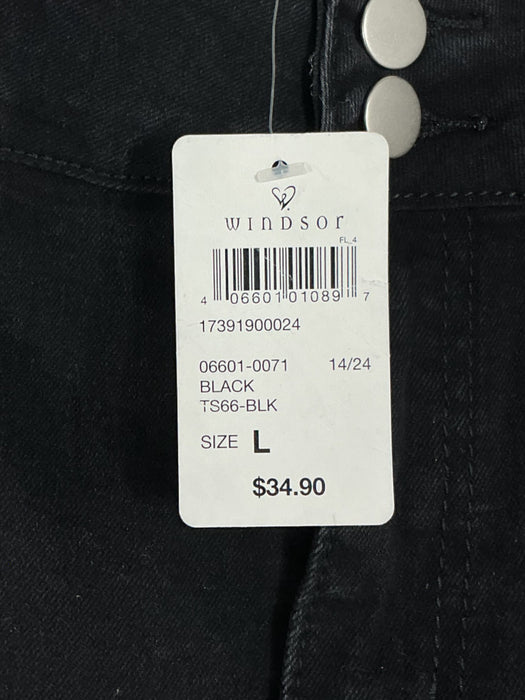 WINDSOR
FL_4
4 06601 01089 7
17391900024
06601-0071 14/24
BLACK
TS66-BLK
SIZE L
$34.90